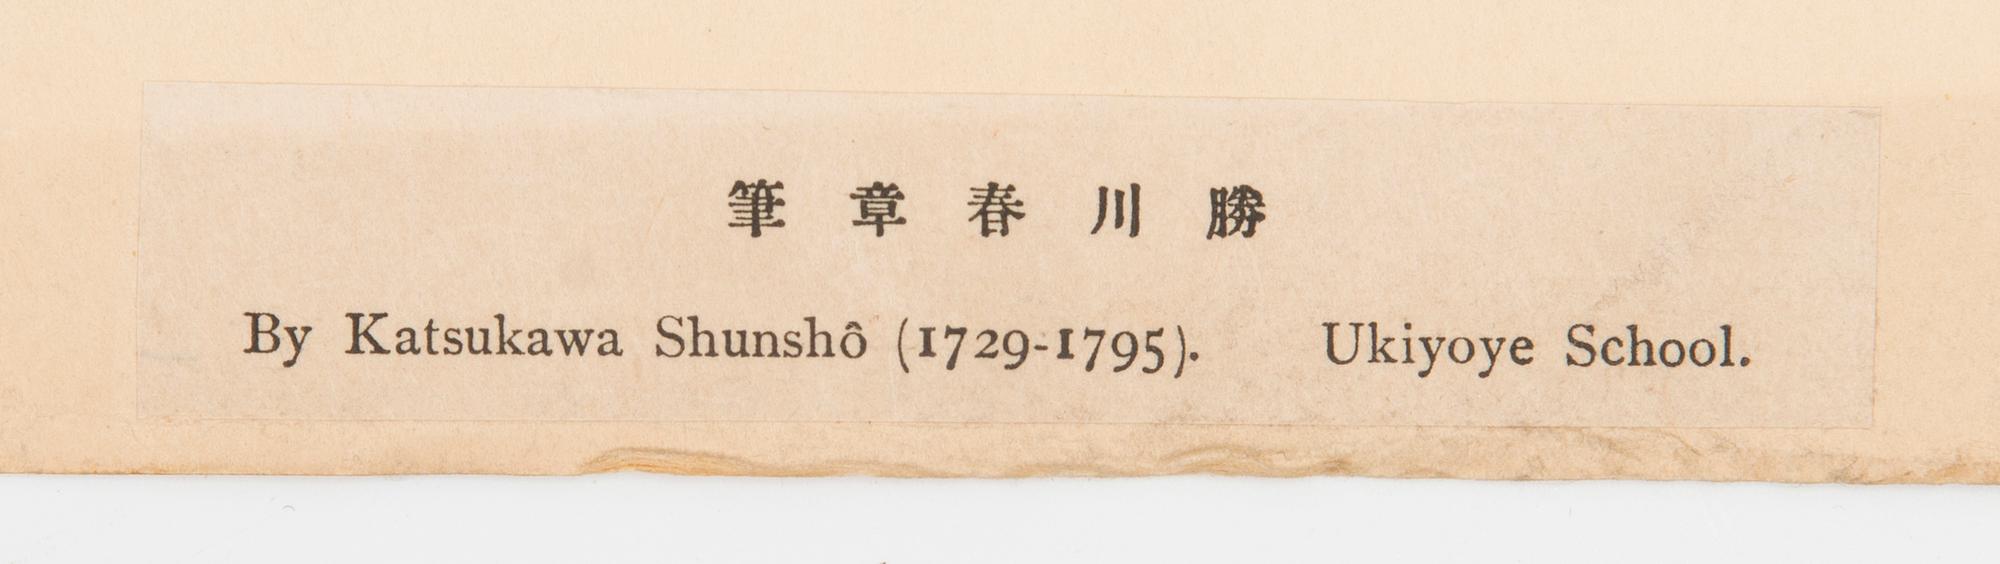 勝川春章筆
By Katsukawa Shunshô (1729-1795). Ukiyoye School.